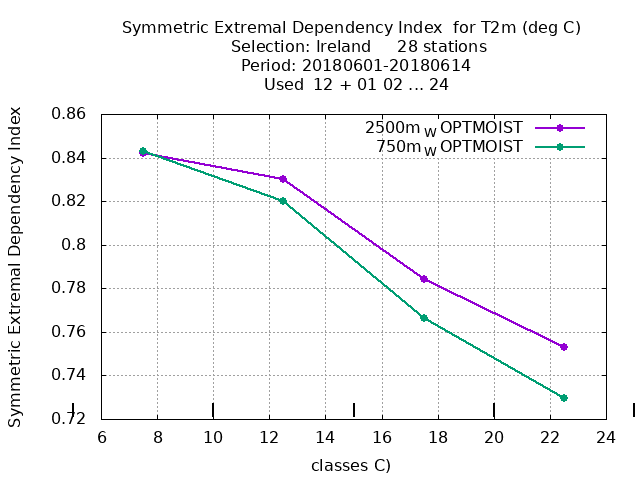 Symmetric Extremal Dependency Index  for T2m (deg C)
Selection: Ireland     28 stations
Period: 20180601-20180614
Used  12 + 01 02 ... 24
Symmetric Extremal Dependency Index
0.86
0.84
0.82
0.8
0.78
0.76
0.74
0.72
2500m W OPTMOIST
750m W OPTMOIST
6 8 10 12 14 16 18 20 22 24
classes C)